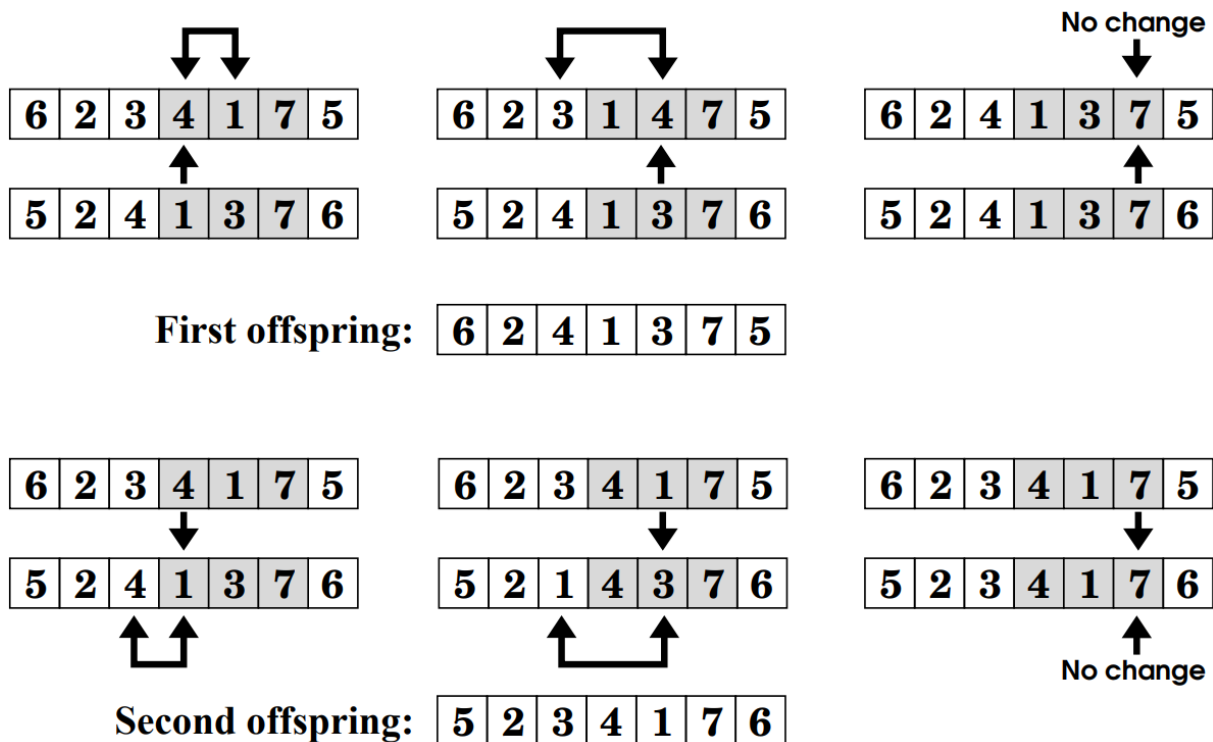 No change
6 2 3 4 1 7 5 6 2 3 1 4 7 5 6 2 4 1 3 7 5
5 2 4 1 3 7 6 5 2 4 1 3 7 6 5 2 4 1 3 7 6
First offspring: 6 2 4 1 3 7 5
6 2 3 4 1 7 5 6 2 3 4 1 7 5 6 2 3 4 1 7 5
5 2 4 1 3 7 6 5 2 1 4 3 7 6 5 2 3 4 1 7 6
No change
Second offspring: 5 2 3 4 1 7 6